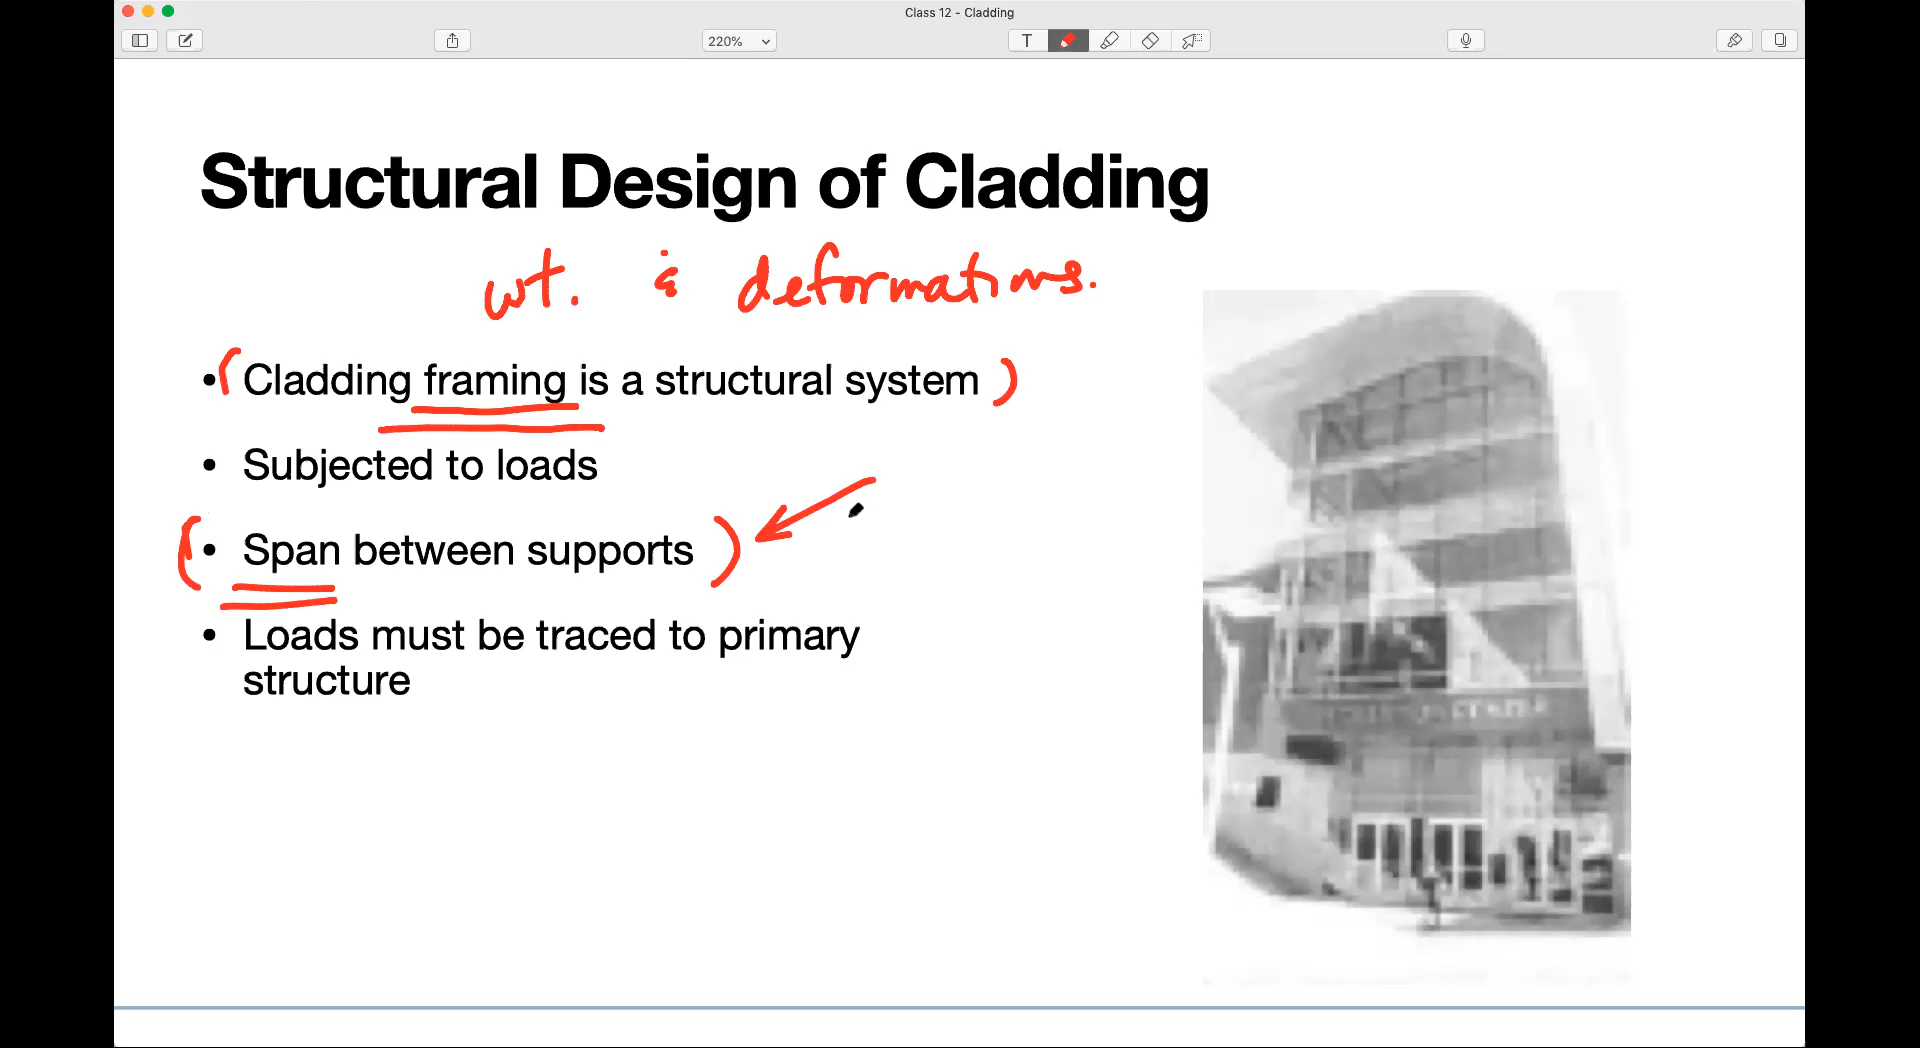 Class 12 - Cladding
220%
T
Structural Design of Cladding
wt. & deformations.
• Cladding framing is a structural system
• Subjected to loads
• Span between supports
• Loads must be traced to primary
structure